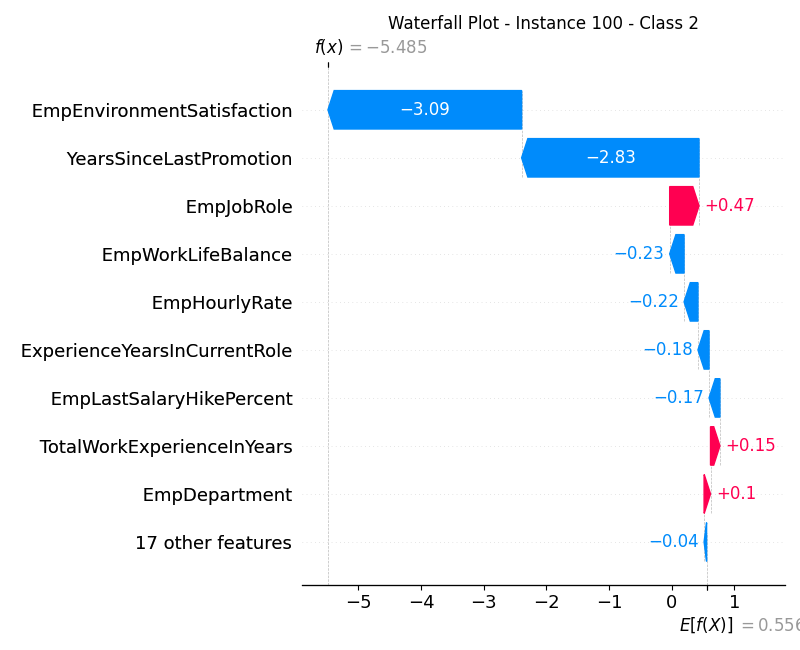 Waterfall Plot - Instance 100 - Class 2
f(x) = −5.485
EmpEnvironmentSatisfaction −3.09
YearsSinceLastPromotion −2.83
EmpJobRole +0.47
EmpWorkLifeBalance −0.23
EmpHourlyRate −0.22
ExperienceYearsInCurrentRole −0.18
EmpLastSalaryHikePercent −0.17
TotalWorkExperienceInYears +0.15
EmpDepartment +0.1
17 other features −0.04
−5 −4 −3 −2 −1 0 1
E[f(X)] = 0.556